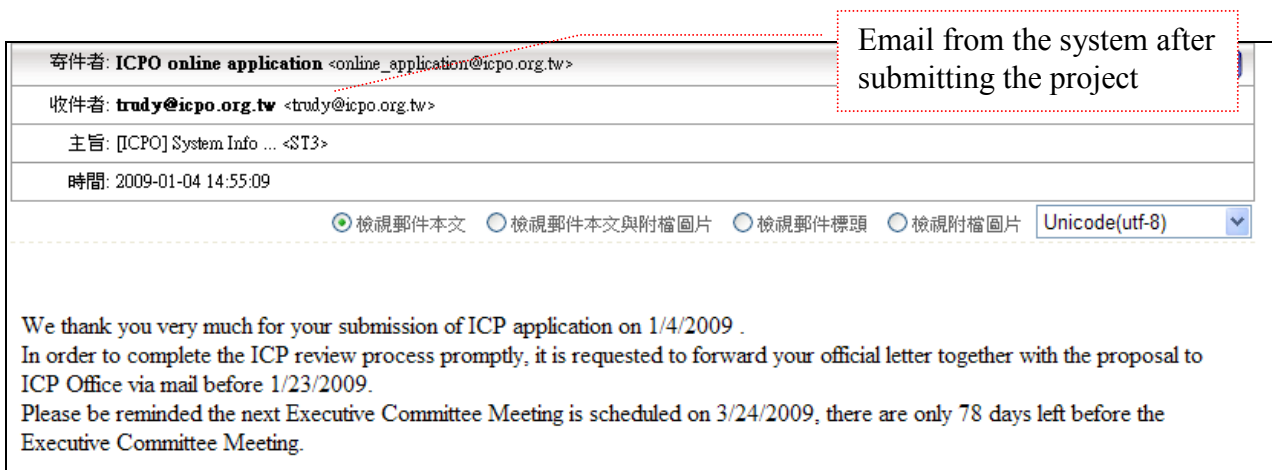 Email from the system after
submitting the project
寄件者: ICPO online application <online_application@icpo.org.tw>
收件者: trudy@icpo.org.tw <trudy@icpo.org.tw>
主旨: [ICPO] System Info ... <ST3>
時間: 2009-01-04 14:55:09
檢視郵件本文 檢視郵件本文與附檔圖片 檢視郵件標頭 檢視附檔圖片 Unicode(utf-8)
We thank you very much for your submission of ICP application on 1/4/2009 .
In order to complete the ICP review process promptly, it is requested to forward your official letter together with the proposal to
ICP Office via mail before 1/23/2009.
Please be reminded the next Executive Committee Meeting is scheduled on 3/24/2009, there are only 78 days left before the
Executive Committee Meeting.